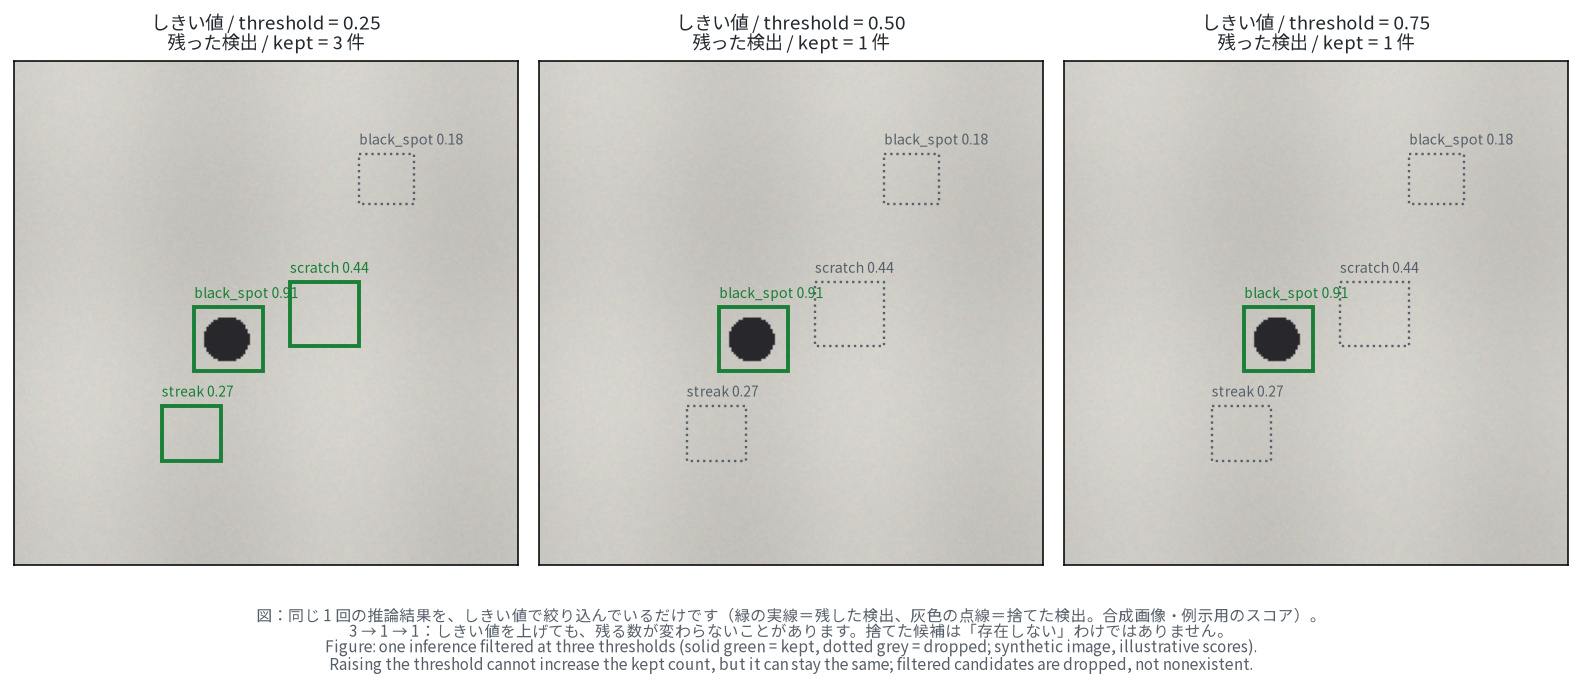 しきい値 / threshold = 0.25
残った検出 / kept = 3 件
black_spot 0.18
scratch 0.44
black_spot 0.91
streak 0.27
しきい値 / threshold = 0.50
残った検出 / kept = 1 件
black_spot 0.18
scratch 0.44
black_spot 0.91
streak 0.27
しきい値 / threshold = 0.75
残った検出 / kept = 1 件
black_spot 0.18
scratch 0.44
black_spot 0.91
streak 0.27
図：同じ 1 回の推論結果を、しきい値で絞り込んでいるだけです（緑の実線＝残した検出、灰色の点線＝捨てた検出。合成画像・例示用のスコア）。
3 → 1 → 1：しきい値を上げても、残る数が変わらないことがあります。捨てた候補は「存在しない」わけではありません。
Figure: one inference filtered at three thresholds (solid green = kept, dotted grey = dropped; synthetic image, illustrative scores).
Raising the threshold cannot increase the kept count, but it can stay the same; filtered candidates are dropped, not nonexistent.